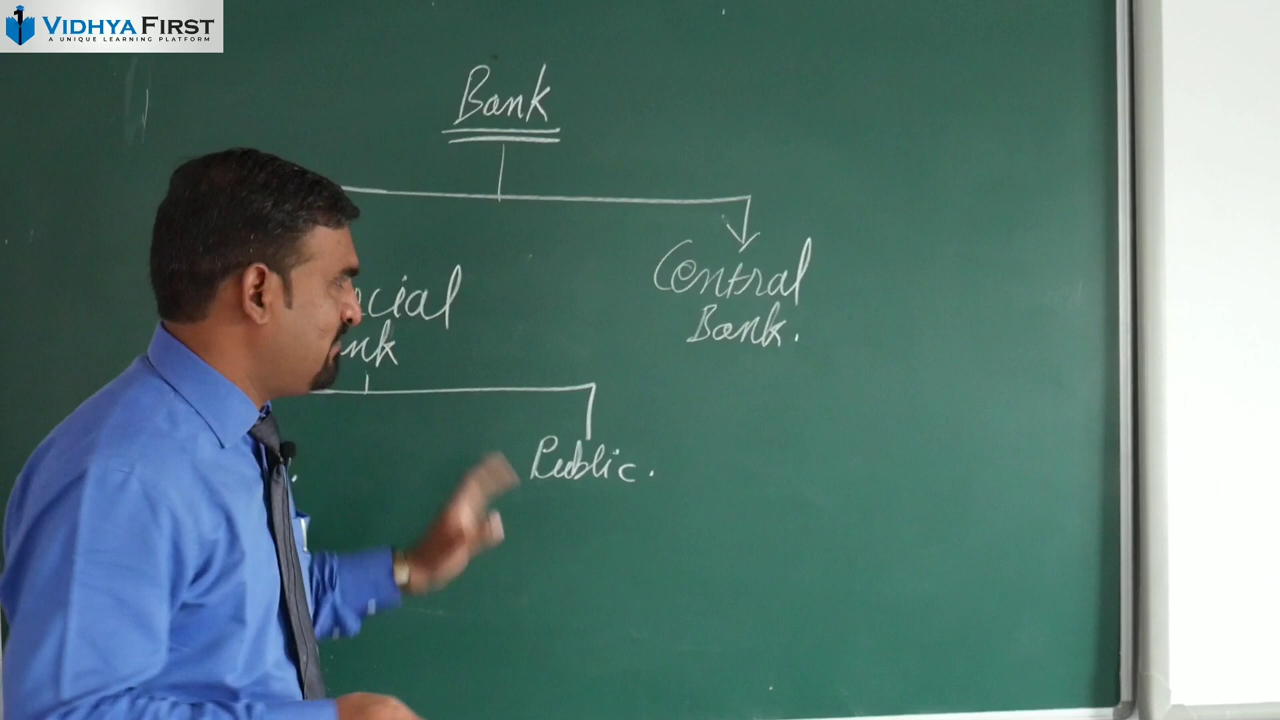 VIDHYA FIRST
A UNIQUE LEARNING PLATFORM
Bank
Central
Bank.
Public.